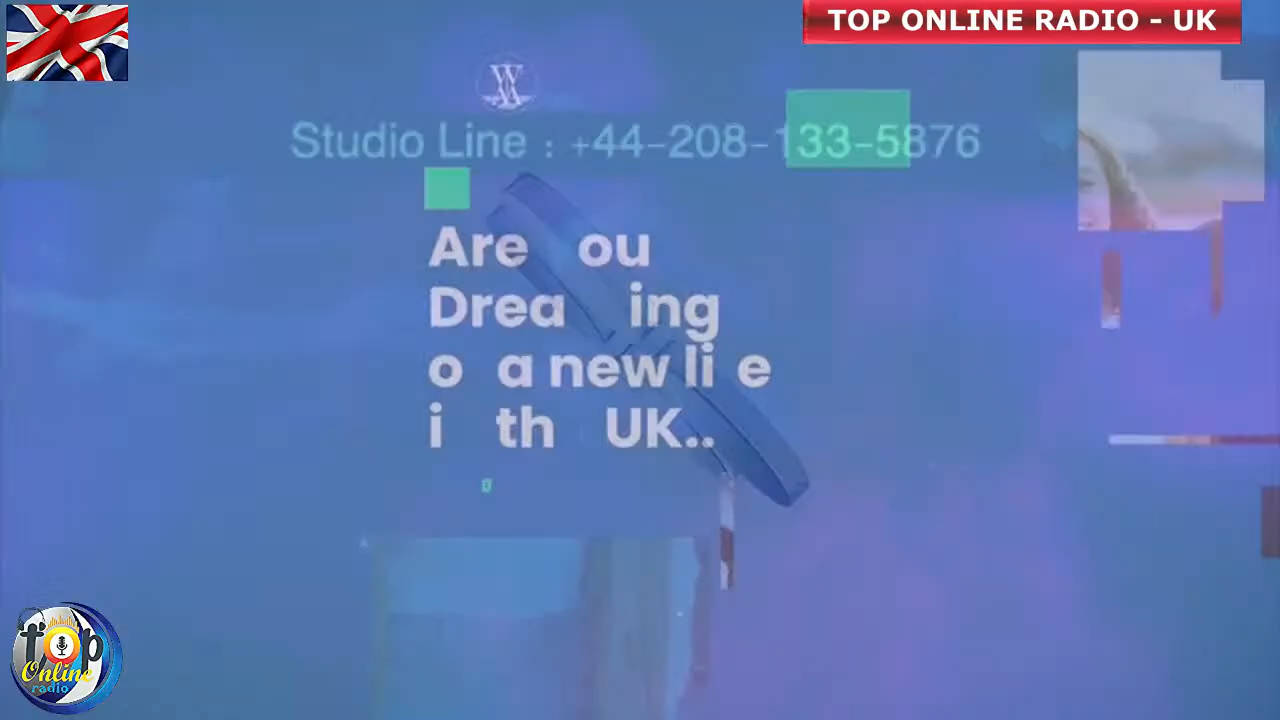 TOP ONLINE RADIO - UK
Studio Line : +44-208-133-5876
Are ou
Drea ing
o a new li e
i th UK..
top
Online
radio